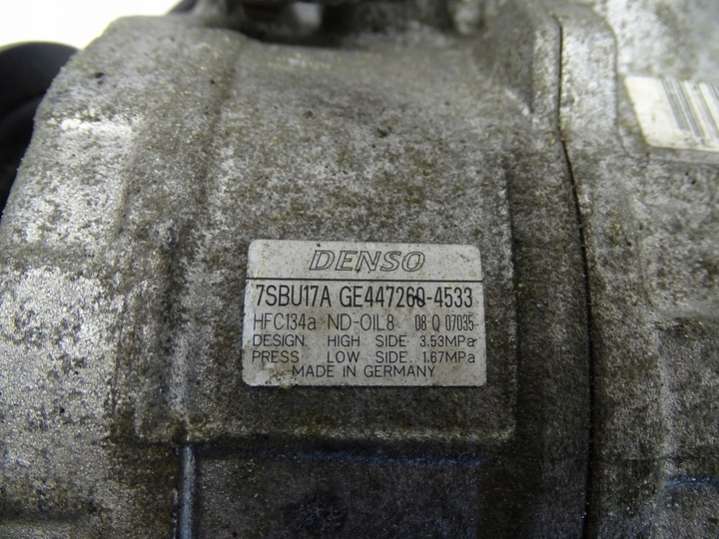 DENSO
7SBU17A GE447260-4533
HFC134a ND-OIL8 08 Q 07035-
DESIGN. HIGH SIDE 3.53MPa
PRESS LOW SIDE. 1.67MPa
MADE IN GERMANY